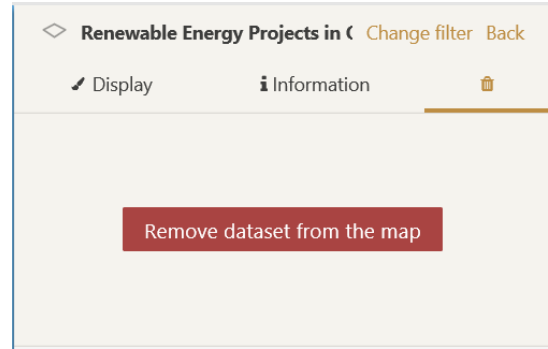 Renewable Energy Projects in ( Change filter Back
Display Information
Remove dataset from the map